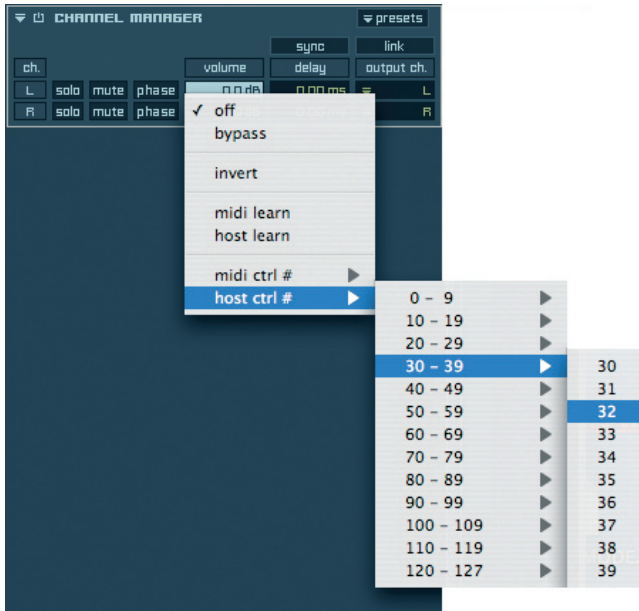 CHANNEL MANAGER presets
sync link
ch. volume delay output ch.
L solo mute phase 0.0 dB 0.00 ms L
R solo mute phase R
✓ off
bypass
invert
midi learn
host learn
midi ctrl #
host ctrl #
0 - 9
10 - 19
20 - 29
30 - 39
40 - 49
50 - 59
60 - 69
70 - 79
80 - 89
90 - 99
100 - 109
110 - 119
120 - 127
30
31
32
33
34
35
36
37
38
39